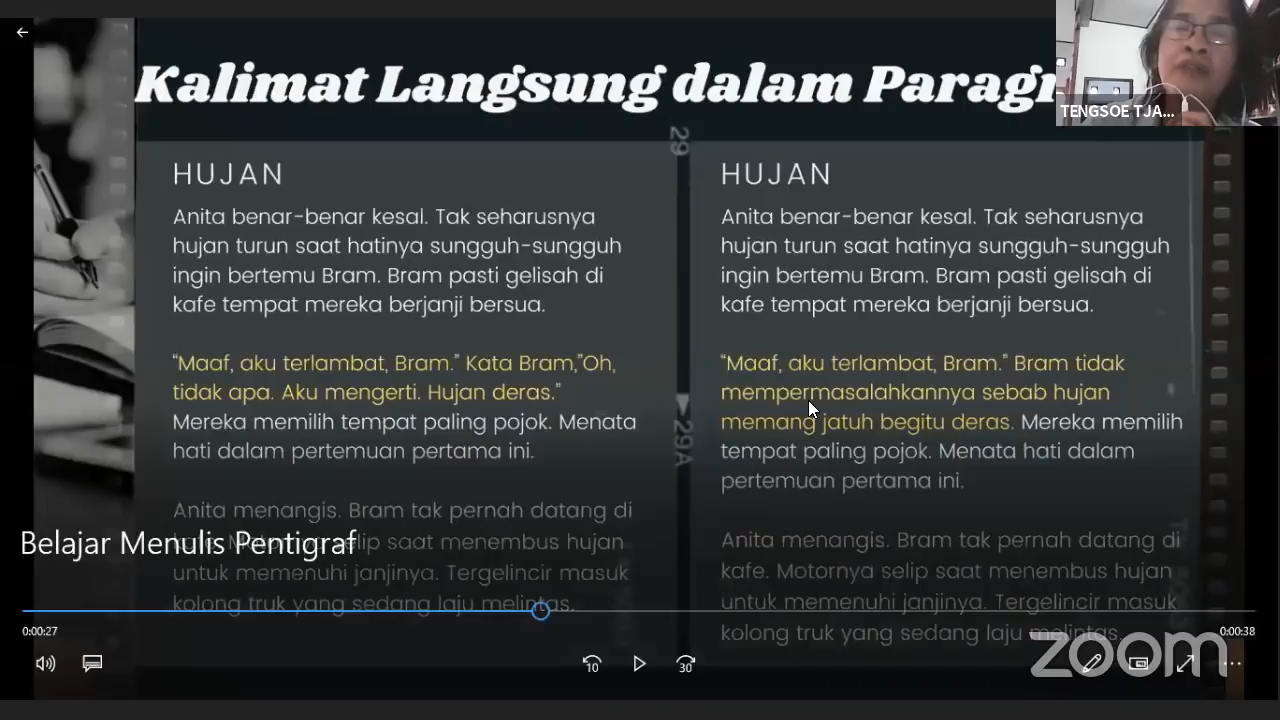 Kalimat Langsung dalam Paragr
TENGSOE TJA...
29
HUJAN
Anita benar-benar kesal. Tak seharusnya
hujan turun saat hatinya sungguh-sungguh
ingin bertemu Bram. Bram pasti gelisah di
kafe tempat mereka berjanji bersua.
“Maaf, aku terlambat, Bram.” Kata Bram,”Oh,
tidak apa. Aku mengerti. Hujan deras.”
Mereka memilih tempat paling pojok. Menata
hati dalam pertemuan pertama ini.
Anita menangis. Bram tak pernah datang di
selip saat menembus hujan
untuk memenuhi janjinya. Tergelincir masuk
kolong truk yang sedang laju melintas.
29A
HUJAN
Anita benar-benar kesal. Tak seharusnya
hujan turun saat hatinya sungguh-sungguh
ingin bertemu Bram. Bram pasti gelisah di
kafe tempat mereka berjanji bersua.
“Maaf, aku terlambat, Bram.” Bram tidak
mempermasalahkannya sebab hujan
memang jatuh begitu deras. Mereka memilih
tempat paling pojok. Menata hati dalam
pertemuan pertama ini.
Anita menangis. Bram tak pernah datang di
kafe. Motornya selip saat menembus hujan
untuk memenuhi janjinya. Tergelincir masuk
kolong truk yang sedang laju melintas.
Belajar Menulis Pentigraf
0:00:27
0:00:38
10
30
zoom